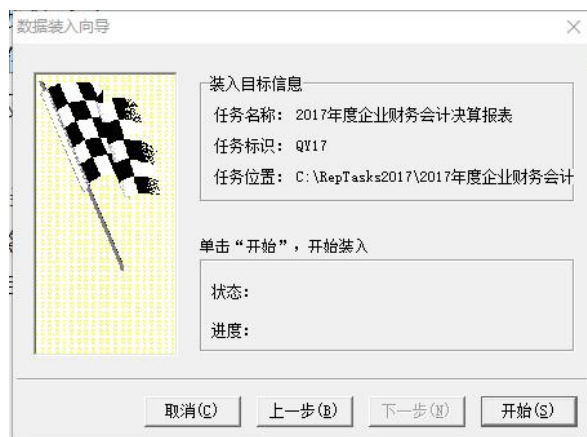 数据装入向导
装入目标信息
任务名称： 2017年度企业财务会计决算报表
任务标识： QY17
任务位置： C:\RepTasks2017\2017年度企业财务会计
单击“开始”，开始装入
状态：
进度：
取消(C) 上一步(B) 下一步(N) 开始(S)